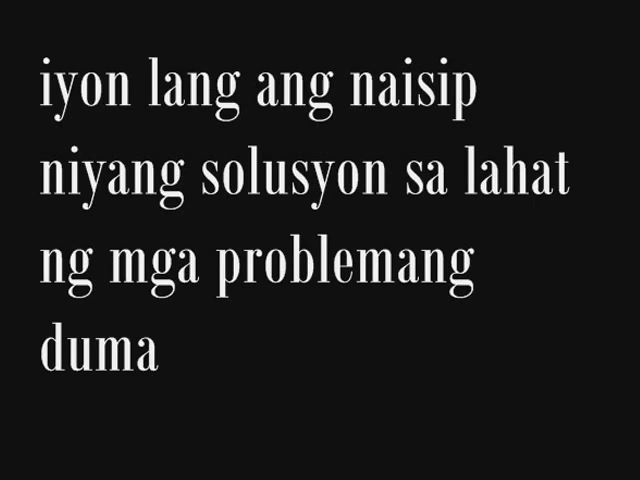 iyon lang ang naisip
niyang solusyon sa lahat
ng mga problemang
duma